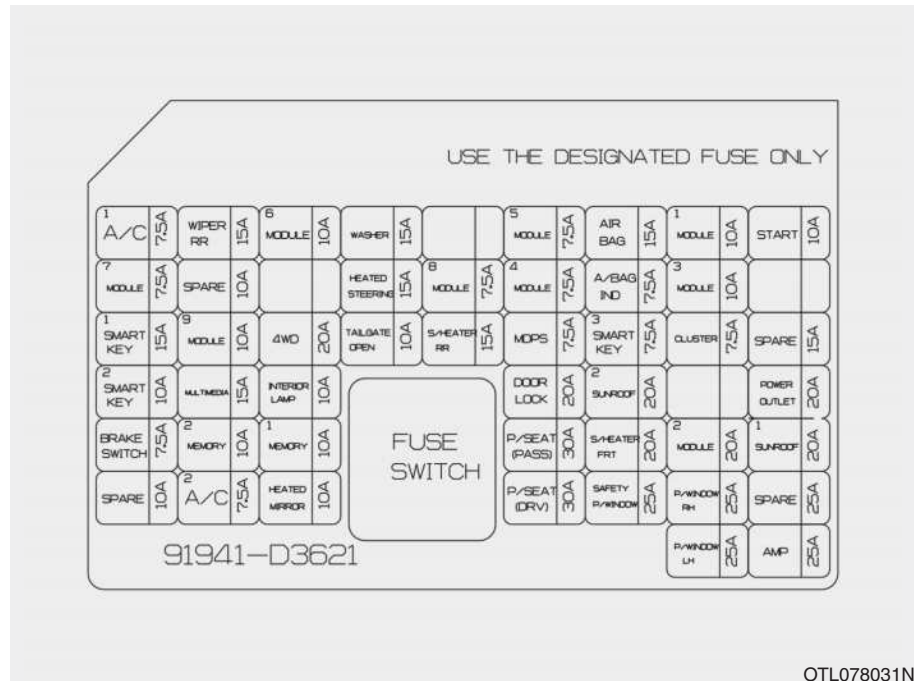 USE THE DESIGNATED FUSE ONLY
1 A/C 7.5A WIPER RR 15A 6 MODULE 10A WASHER 15A 5 MODULE 7.5A AIR BAG 15A 1 MODULE 10A START 10A
7 MODULE 7.5A SPARE 10A HEATED STEERING 15A 8 MODULE 7.5A 4 MODULE 7.5A A/BAG IND 7.5A 3 MODULE 10A
1 SMART KEY 15A 9 MODULE 10A 4WD 20A TAILGATE OPEN 10A S/HEATER RR 15A MDPS 7.5A 3 SMART KEY 7.5A CLUSTER 7.5A SPARE 15A
2 SMART KEY 10A MULTIMEDIA 15A INTERIOR LAMP 10A DOOR LOCK 20A 2 SUNROOF 20A POWER OUTLET 20A
BRAKE SWITCH 7.5A 2 MEMORY 10A 1 MEMORY 10A FUSE SWITCH P/SEAT (PASS) 30A S/HEATER FRT 20A 2 MODULE 20A 1 SUNROOF 20A
SPARE 10A 2 A/C 7.5A HEATED MIRROR 10A P/SEAT (DRV) 30A SAFETY P/WINDOW 25A P/WINDOW RH 25A SPARE 25A
91941-D3621 P/WINDOW LH 25A AMP 25A
OTL078031N